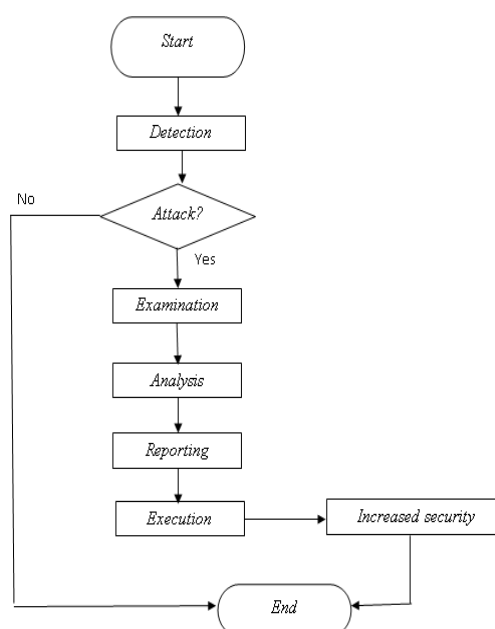 Start
Detection
No
Attack?
Yes
Examination
Analysis
Reporting
Execution
Increased security
End